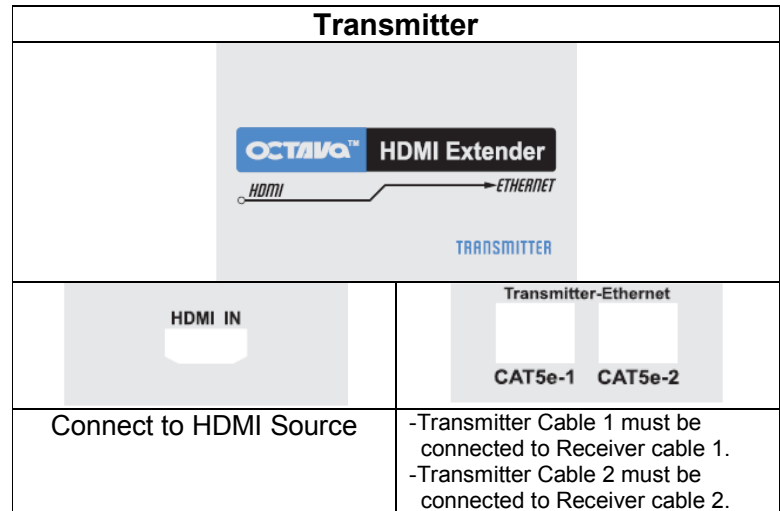 Transmitter
OCTAVA™ HDMI Extender
HDMI
ETHERNET
TRANSMITTER
HDMI IN
Transmitter-Ethernet
CAT5e-1 CAT5e-2
Connect to HDMI Source
-Transmitter Cable 1 must be
connected to Receiver cable 1.
-Transmitter Cable 2 must be
connected to Receiver cable 2.